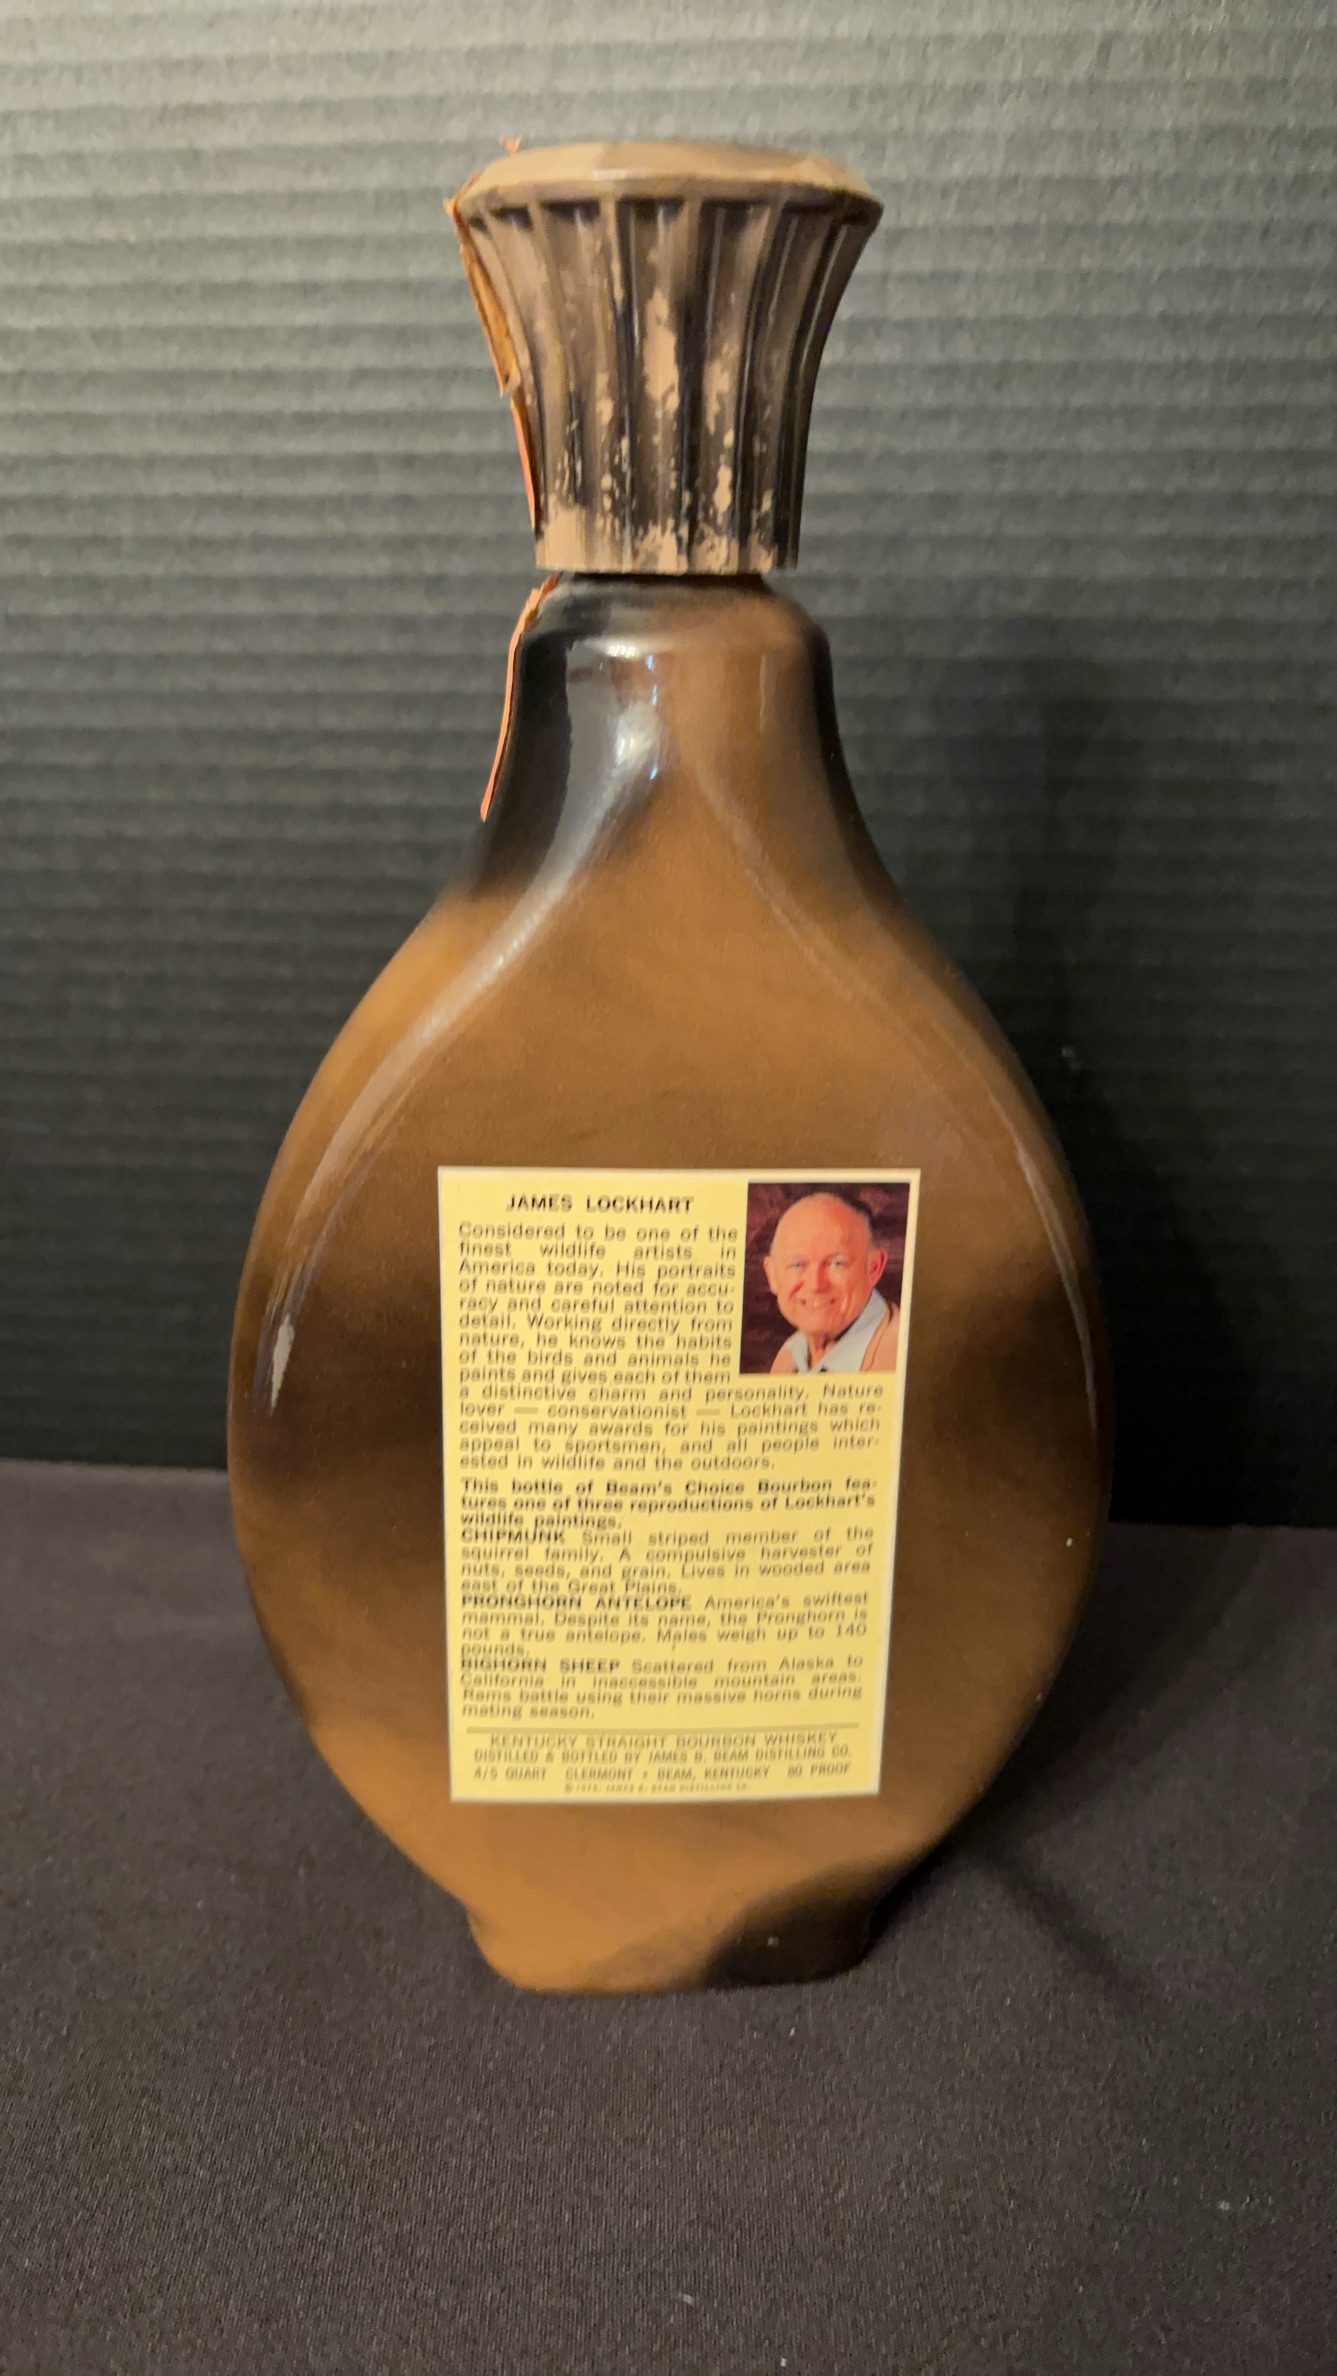 JAMES LOCKHART
Considered to be one of the
finest wildlife artists in
America today. His portraits
of nature are noted for accu-
racy and careful attention to
detail. Working directly from
nature, he knows the habits
of the birds and animals he
paints and gives each of them
a distinctive charm and personality. Nature
lover — conservationist — Lockhart has re-
ceived many awards for his paintings which
appeal to sportsmen, and all people inter-
ested in wildlife and the outdoors.
This bottle of Beam's Choice Bourbon fea-
tures one of three reproductions of Lockhart's
wildlife paintings.
CHIPMUNK Small striped member of the
squirrel family. A compulsive harvester of
nuts, seeds, and grain. Lives in wooded area
east of the Great Plains.
PRONGHORN ANTELOPE America's swiftest
mammal. Despite its name, the Pronghorn is
not a true antelope. Males weigh up to 140
pounds.
BIGHORN SHEEP Scattered from Alaska to
California in inaccessible mountain areas.
Rams battle using their massive horns during
mating season.
KENTUCKY STRAIGHT BOURBON WHISKEY
DISTILLED & BOTTLED BY JAMES B. BEAM DISTILLING CO.
4/5 QUART CLERMONT • BEAM, KENTUCKY 80 PROOF
JAMES B. BEAM DISTILLING CO.